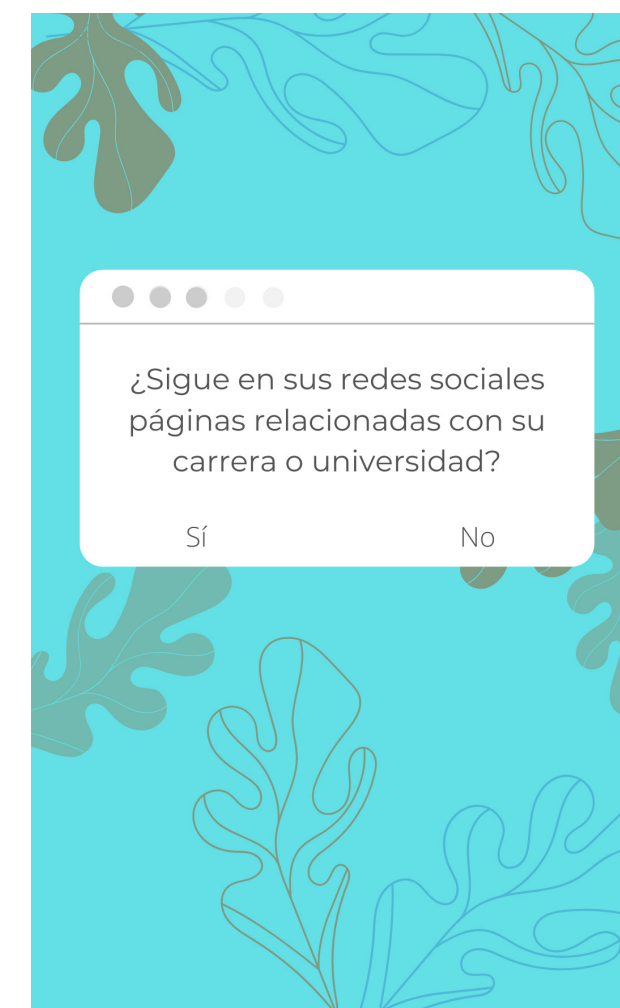 ¿Sigue en sus redes sociales
páginas relacionadas con su
carrera o universidad?
Sí
No